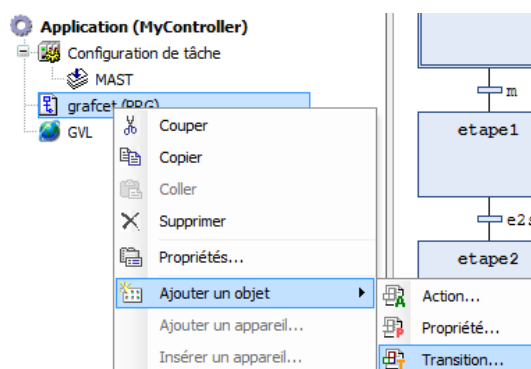 Application (MyController)
Configuration de tâche
MAST
grafcet (PRG)
GVL
Couper
Copier
Coller
Supprimer
Propriétés...
Ajouter un objet
Ajouter un appareil...
Insérer un appareil...
Action...
Propriété...
Transition...
m
etape1
e2s
etape2